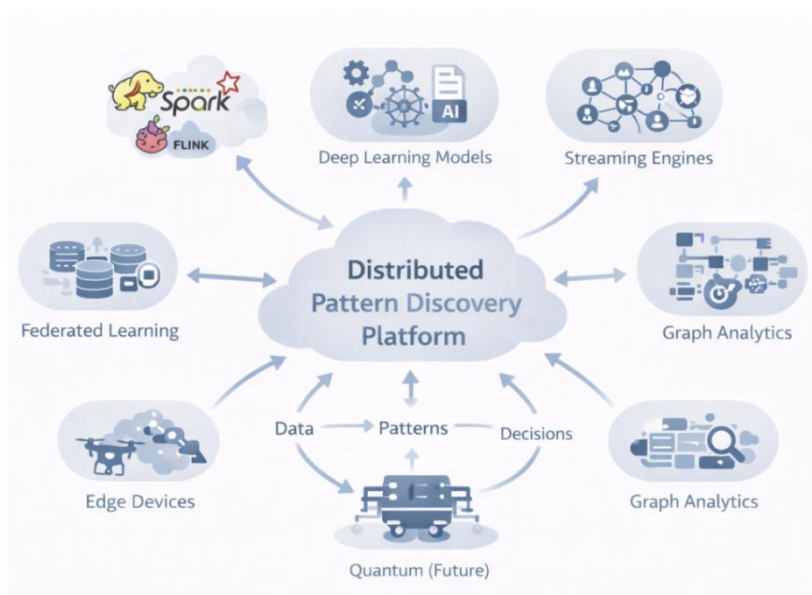 Spark
FLINK
AI
Deep Learning Models
Streaming Engines
Distributed
Pattern Discovery
Platform
Federated Learning
Graph Analytics
Data
Patterns
Decisions
Edge Devices
Graph Analytics
Quantum (Future)